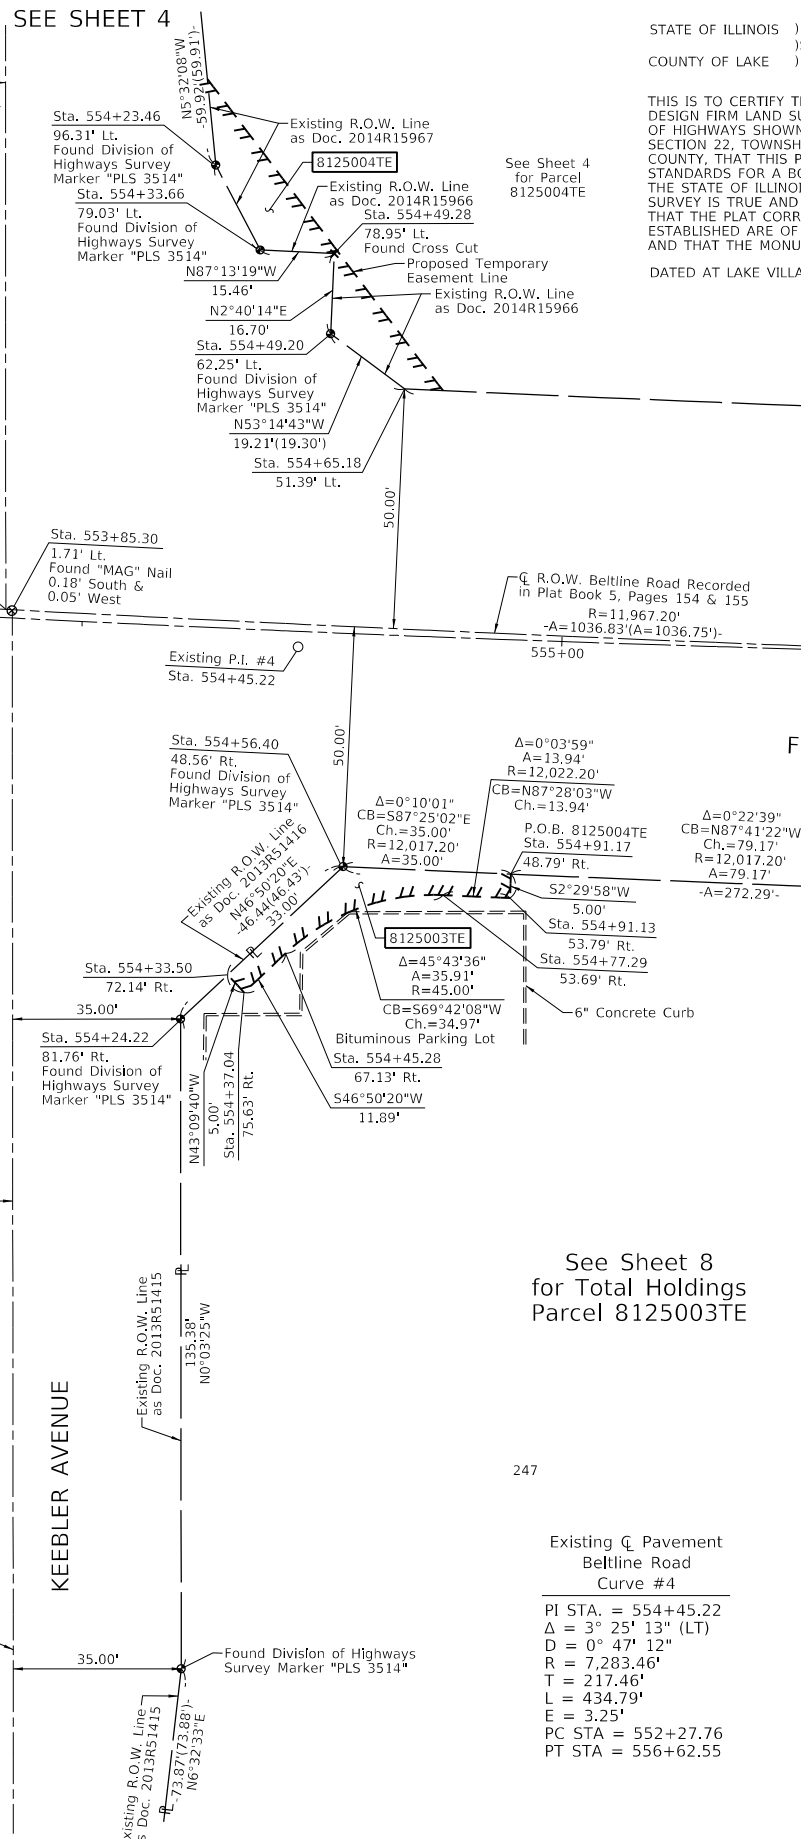 SEE SHEET 4
STATE OF ILLINOIS )
)S
COUNTY OF LAKE )
THIS IS TO CERTIFY TH
DESIGN FIRM LAND SU
OF HIGHWAYS SHOWN
SECTION 22, TOWNSH
COUNTY, THAT THIS P
STANDARDS FOR A BO
THE STATE OF ILLINOI
SURVEY IS TRUE AND
THAT THE PLAT CORR
ESTABLISHED ARE OF
AND THAT THE MONU
DATED AT LAKE VILLA
N5°32'08"W
-59.92'(59.91')-
Sta. 554+23.46
96.31' Lt.
Found Division of
Highways Survey
Marker "PLS 3514"
Existing R.O.W. Line
as Doc. 2014R15967
8125004TE
See Sheet 4
for Parcel
8125004TE
Sta. 554+33.66
79.03' Lt.
Found Division of
Highways Survey
Marker "PLS 3514"
Existing R.O.W. Line
as Doc. 2014R15966
Sta. 554+49.28
78.95' Lt.
Found Cross Cut
Proposed Temporary
Easement Line
N87°13'19"W
15.46'
Existing R.O.W. Line
as Doc. 2014R15966
N2°40'14"E
16.70'
Sta. 554+49.20
62.25' Lt.
Found Division of
Highways Survey
Marker "PLS 3514"
N53°14'43"W
19.21'(19.30')
Sta. 554+65.18
51.39' Lt.
50.00'
Sta. 553+85.30
1.71' Lt.
Found "MAG" Nail
0.18' South &
0.05' West
℄ R.O.W. Beltline Road Recorded
in Plat Book 5, Pages 154 & 155
R=11,967.20'
-A=1036.83'(A=1036.75')-
555+00
Existing P.I. #4
Sta. 554+45.22
50.00'
F
Sta. 554+56.40
48.56' Rt.
Found Division of
Highways Survey
Marker "PLS 3514"
Δ=0°03'59"
A=13.94'
R=12,022.20'
CB=N87°28'03"W
Ch.=13.94'
Δ=0°10'01"
CB=S87°25'02"E
Ch.=35.00'
R=12,017.20'
A=35.00'
P.O.B. 8125004TE
Sta. 554+91.17
48.79' Rt.
Δ=0°22'39"
CB=N87°41'22"W
Ch.=79.17'
R=12,017.20'
A=79.17'
-A=272.29'-
Existing R.O.W. Line
as Doc. 2013R51416
N46°50'20"E
-46.44(46.43')-
33.00'
℄
S2°29'58"W
5.00'
Sta. 554+91.13
53.79' Rt.
Sta. 554+77.29
53.69' Rt.
8125003TE
Δ=45°43'36"
A=35.91'
R=45.00'
CB=S69°42'08"W
Ch.=34.97'
Sta. 554+33.50
72.14' Rt.
35.00'
6" Concrete Curb
Bituminous Parking Lot
Sta. 554+24.22
81.76' Rt.
Found Division of
Highways Survey
Marker "PLS 3514"
Sta. 554+45.28
67.13' Rt.
S46°50'20"W
11.89'
N43°09'40"W
5.00'
Sta. 554+37.04
75.63' Rt.
See Sheet 8
for Total Holdings
Parcel 8125003TE
Existing R.O.W. Line
as Doc. 2013R51415
135.38'
N0°03'25"W
KEEBLER AVENUE
247
Existing ℄ Pavement
Beltline Road
Curve #4
PI STA. = 554+45.22
Δ = 3° 25' 13" (LT)
D = 0° 47' 12"
R = 7,283.46'
T = 217.46'
L = 434.79'
E = 3.25'
PC STA = 552+27.76
PT STA = 556+62.55
35.00'
Found Division of Highways
Survey Marker "PLS 3514"
xisting R.O.W. Line
s Doc. 2013R51415
-73.87'(73.88')-
N6°32'33"E